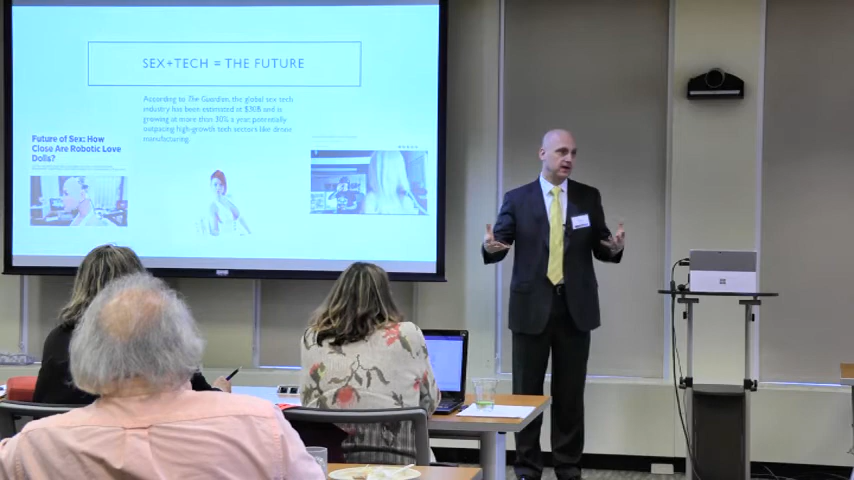 SEX+TECH = THE FUTURE
According to The Guardian, the global sex tech
industry has been estimated at $30B and is
growing at more than 30% a year, potentially
outpacing high-growth tech sectors like drone
manufacturing.
Future of Sex: How
Close Are Robotic Love
Dolls?